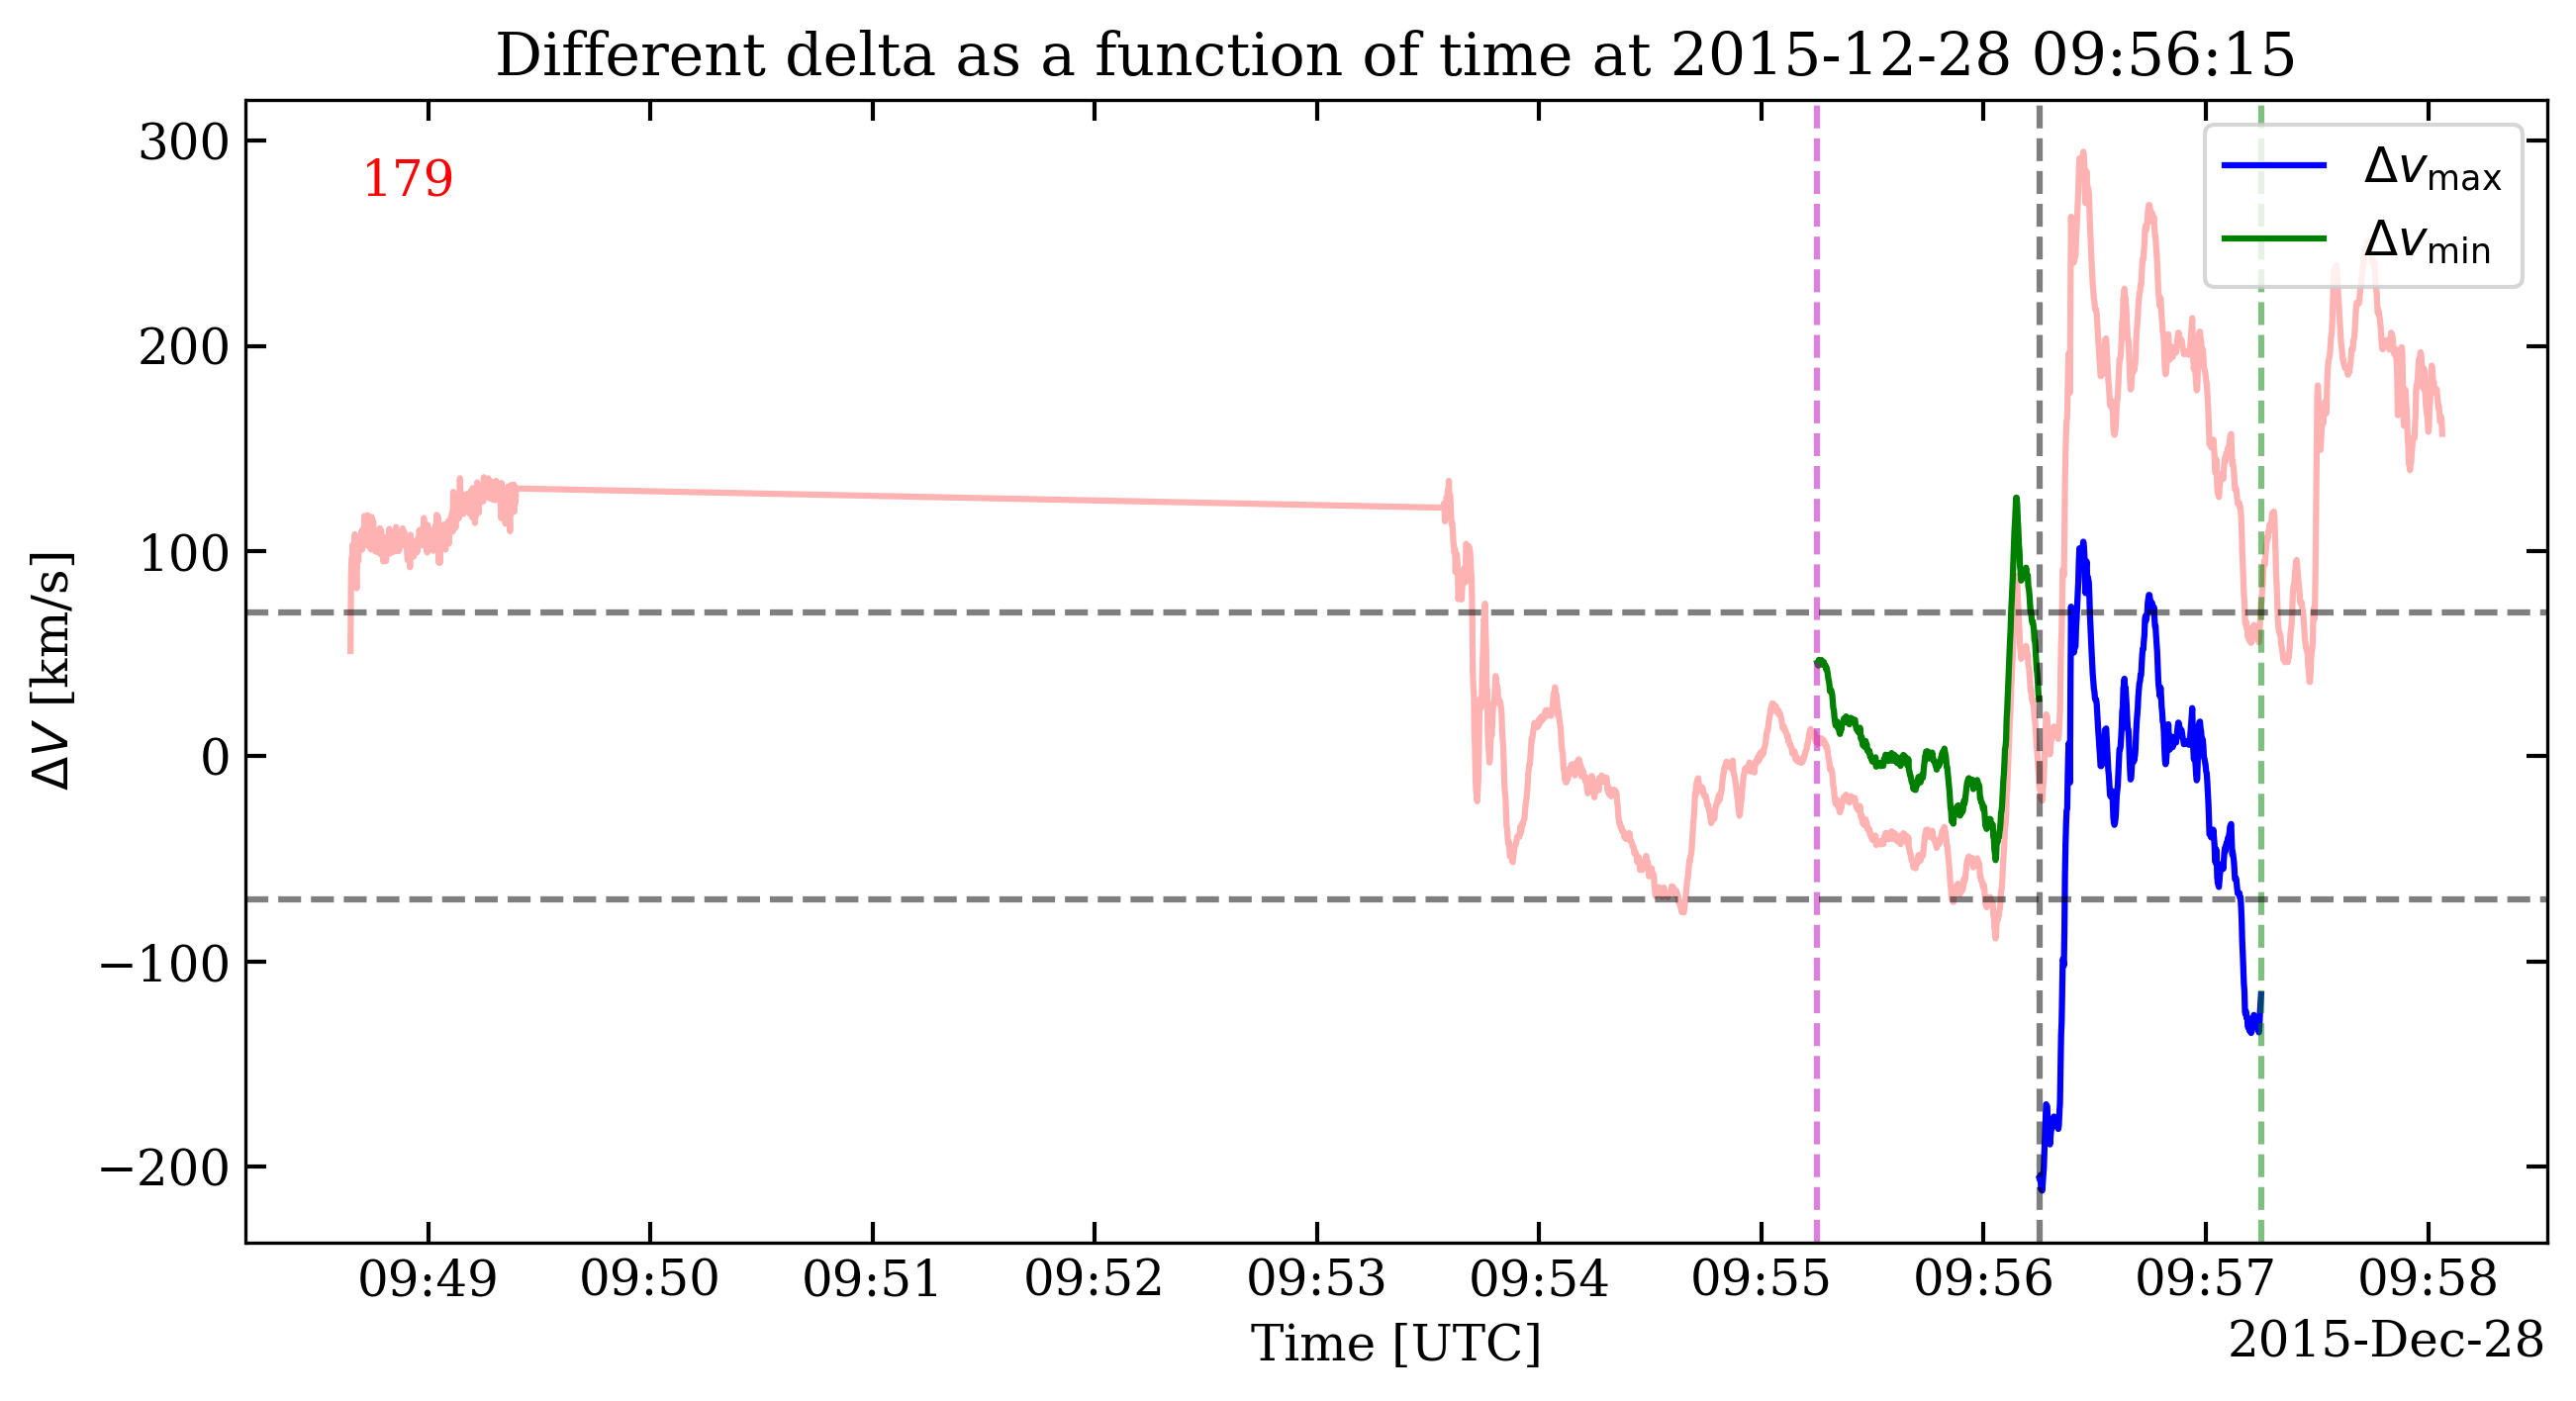 Different delta as a function of time at 2015-12-28 09:56:15
300
200
100
0
−100
−200
ΔV [km/s]
179
Δv_max
Δv_min
09:49 09:50 09:51 09:52 09:53 09:54 09:55 09:56 09:57 09:58
Time [UTC]
2015-Dec-28